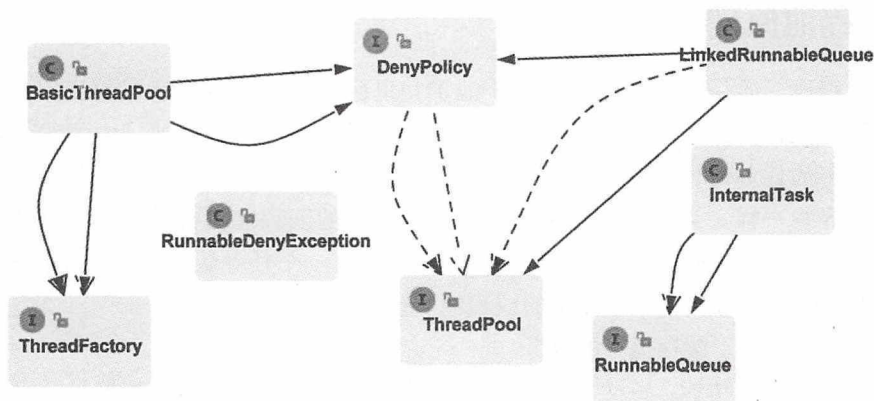 C
BasicThreadPool
I
DenyPolicy
C
LinkedRunnableQueue
C
InternalTask
C
RunnableDenyException
I
ThreadFactory
I
ThreadPool
I
RunnableQueue